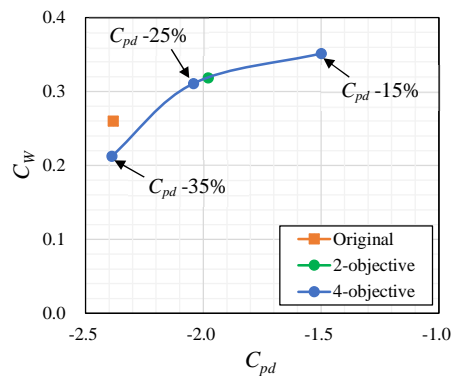 0.4
0.3
0.2
0.1
0.0
C_W
C_pd -25%
C_pd -15%
C_pd -35%
Original
2-objective
4-objective
-2.5
-2.0
-1.5
-1.0
C_pd